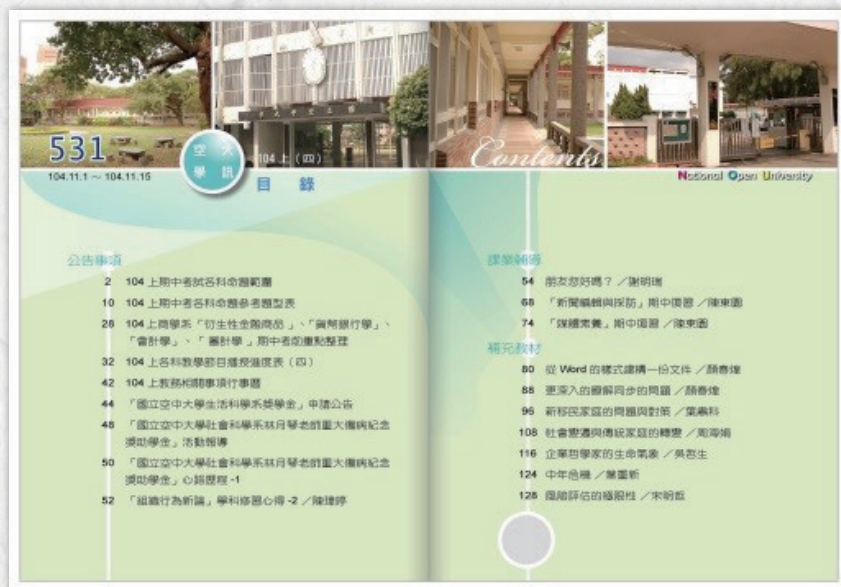 531
空大
學訊
104 上（四）
104.11.1 ～ 104.11.15
目 錄
Contents
National Open University
公告事項
2 104 上期中考試各科命題範圍
10 104 上期中考各科命題參考題型表
28 104 上商學系「衍生性金融商品」、「貨幣銀行學」、
「會計學」、「審計學」期中考前重點整理
32 104 上各科教學節目播授進度表（四）
42 104 上教務相關事項行事曆
44 「國立空中大學生活科學系獎學金」申請公告
48 「國立空中大學社會科學系林月琴老師重大傷病紀念
獎助學金」活動報導
50 「國立空中大學社會科學系林月琴老師重大傷病紀念
獎助學金」心路歷程 -1
52 「組織行為新論」學科修習心得 -2 ／陳瑋婷
課業輔導
54 朋友您好嗎？／謝明瑞
68 「新聞編輯與採訪」期中復習／陳東園
74 「媒體素養」期中復習／陳東園
補充教材
80 從 Word 的樣式建構一份文件／顏春煌
88 更深入的瞭解同步的問題／顏春煌
96 新移民家庭的問題與對策／葉肅科
108 社會變遷與傳統家庭的轉變／周海娟
116 企業哲學家的生命氣象／吳
124 中年危機／葉重新
128 風險評估的極限性／宋明哲